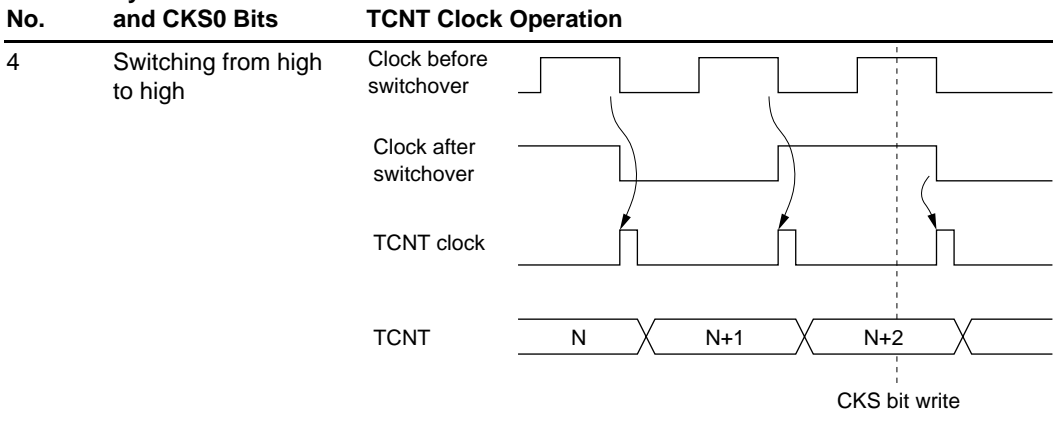 No. and CKS0 Bits TCNT Clock Operation
4 Switching from high to high
Clock before switchover
Clock after switchover
TCNT clock
TCNT N N+1 N+2
CKS bit write